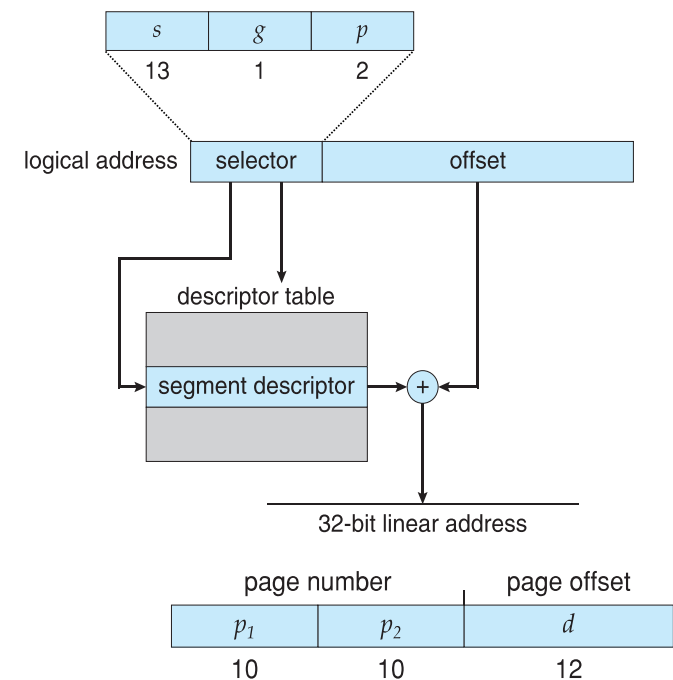 s g p
13 1 2
logical address selector offset
descriptor table
segment descriptor +
32-bit linear address
page number page offset
p1 p2 d
10 10 12